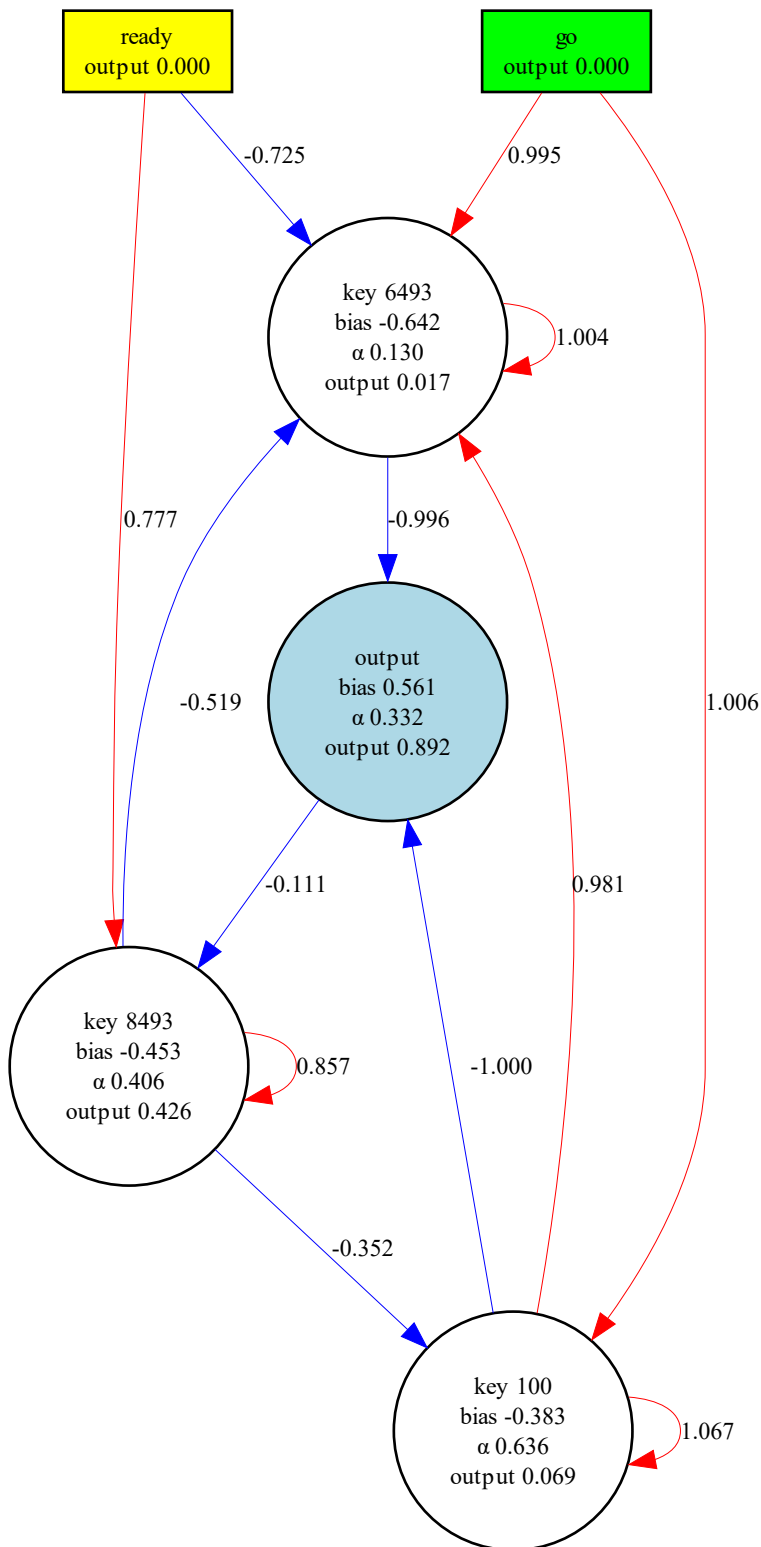 ready
output 0.000
go
output 0.000
-0.725
0.995
key 6493
bias -0.642
α 0.130
output 0.017
1.004
0.777
-0.996
output
bias 0.561
α 0.332
output 0.892
-0.519
1.006
-0.111
0.981
key 8493
bias -0.453
α 0.406
output 0.426
0.857
-1.000
-0.352
key 100
bias -0.383
α 0.636
output 0.069
1.067